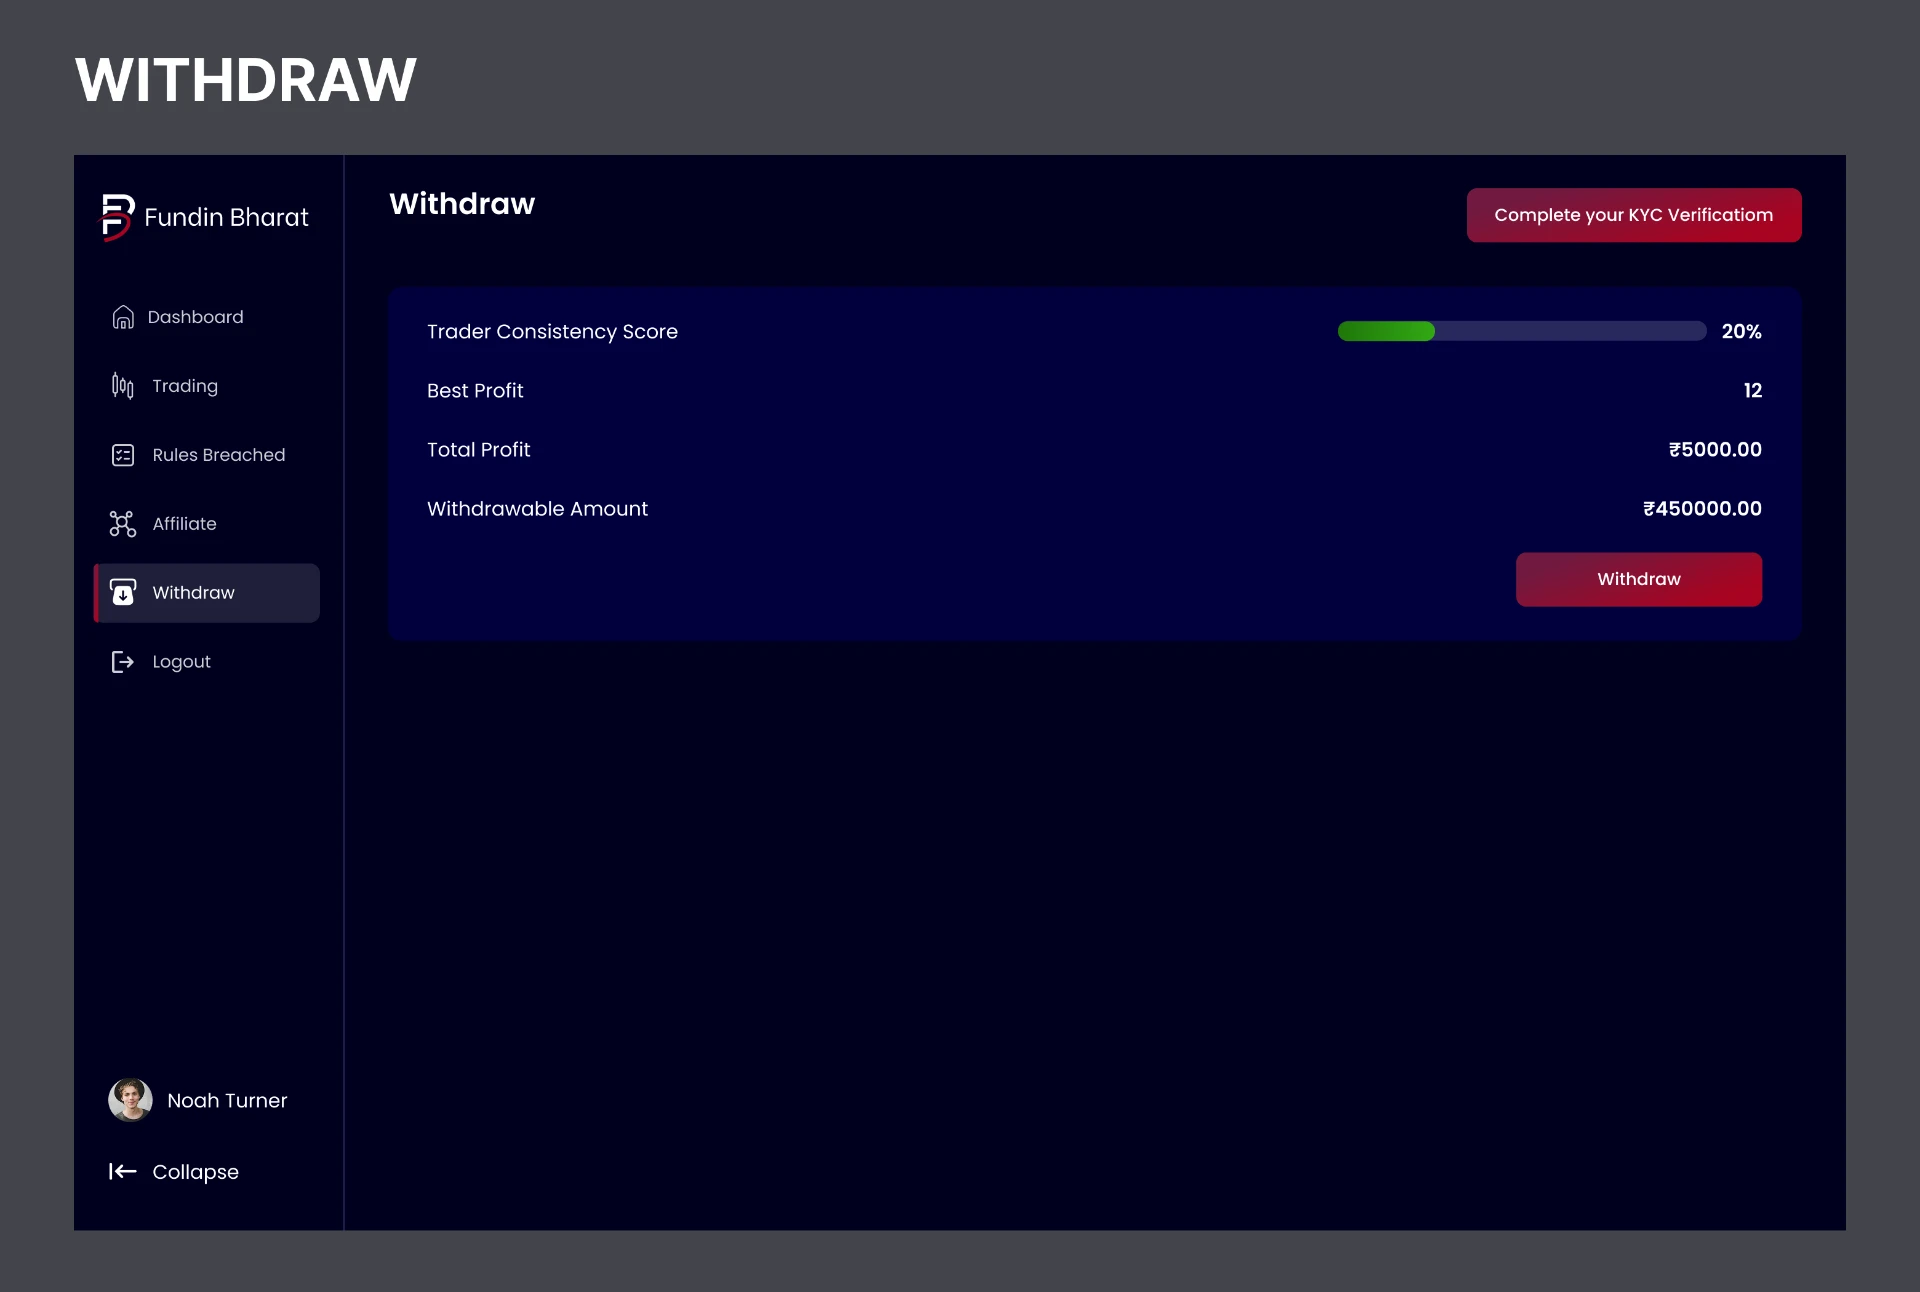 WITHDRAW
Fundin Bharat
Dashboard
Trading
Rules Breached
Affiliate
Withdraw
Logout
Noah Turner
Collapse
Withdraw
Complete your KYC Verificatiom
Trader Consistency Score 20%
Best Profit 12
Total Profit ₹5000.00
Withdrawable Amount ₹450000.00
Withdraw